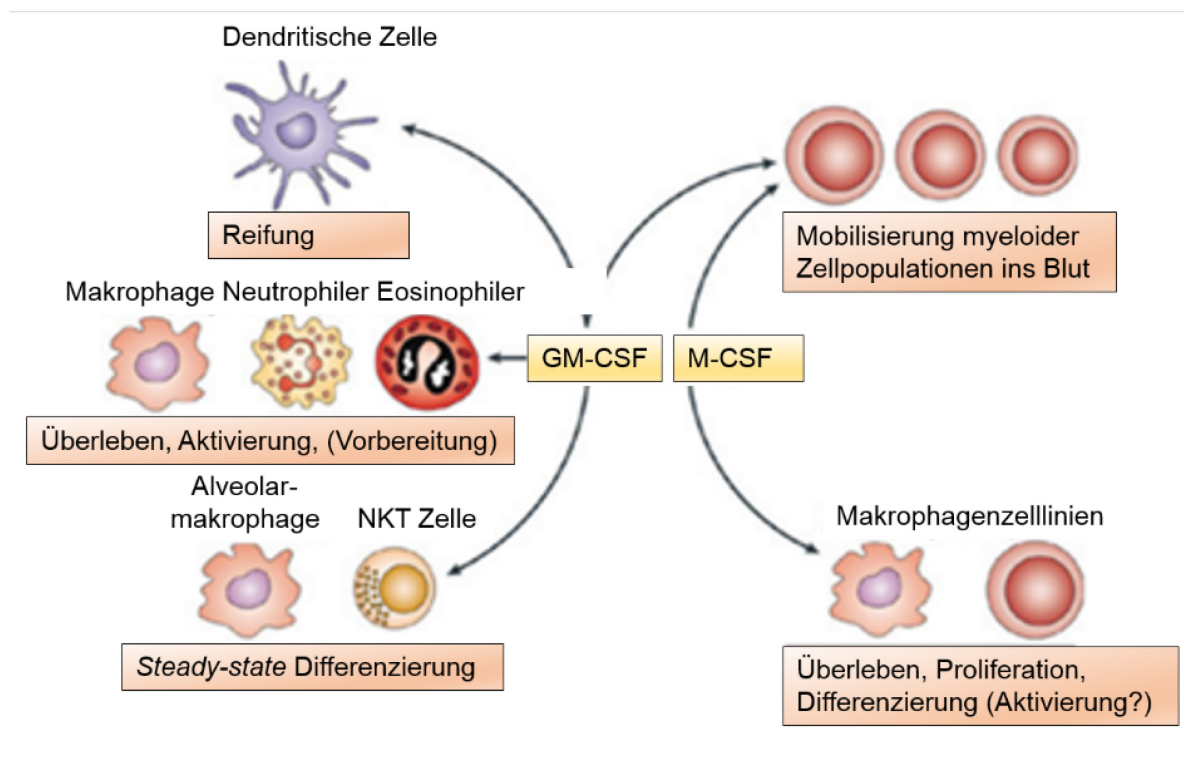 Dendritische Zelle
Reifung
Mobilisierung myeloider
Zellpopulationen ins Blut
Makrophage Neutrophiler Eosinophiler
GM-CSF
M-CSF
Überleben, Aktivierung, (Vorbereitung)
Alveolar-
makrophage
NKT Zelle
Steady-state Differenzierung
Makrophagenzelllinien
Überleben, Proliferation,
Differenzierung (Aktivierung?)